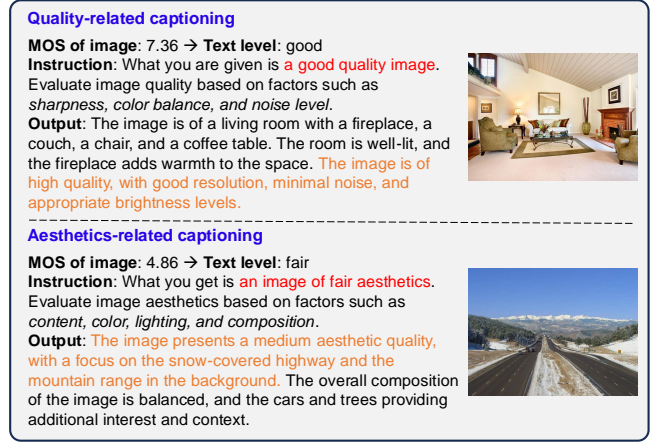 Quality-related captioning
MOS of image: 7.36 → Text level: good
Instruction: What you are given is a good quality image.
Evaluate image quality based on factors such as
sharpness, color balance, and noise level.
Output: The image is of a living room with a fireplace, a
couch, a chair, and a coffee table. The room is well-lit, and
the fireplace adds warmth to the space. The image is of
high quality, with good resolution, minimal noise, and
appropriate brightness levels.
Aesthetics-related captioning
MOS of image: 4.86 → Text level: fair
Instruction: What you get is an image of fair aesthetics.
Evaluate image aesthetics based on factors such as
content, color, lighting, and composition.
Output: The image presents a medium aesthetic quality,
with a focus on the snow-covered highway and the
mountain range in the background. The overall composition
of the image is balanced, and the cars and trees providing
additional interest and context.